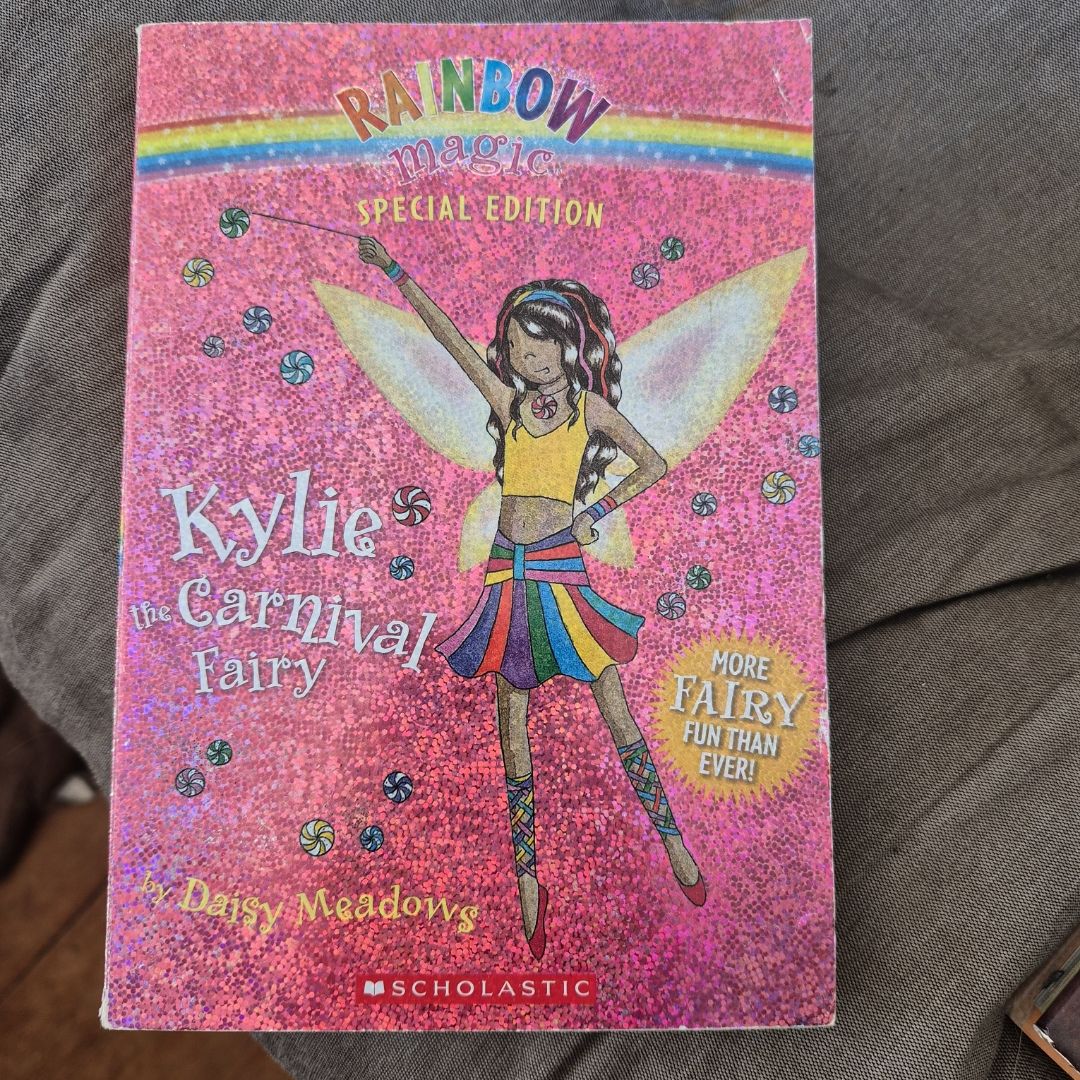 RAINBOW
magic
SPECIAL EDITION
Kylie
the Carnival
Fairy
MORE
FAIRY
FUN THAN
EVER!
by Daisy Meadows
SCHOLASTIC